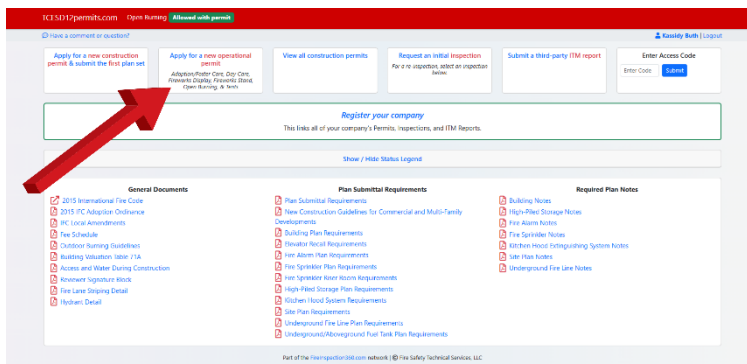 TCESD12permits.com Open Burning Allowed with permit
Have a comment or question?
Kassidy Buth | Logout
Apply for a new construction
permit & submit the first plan set
Apply for a new operational
permit
Adoption/Foster Care, Day Care,
Fireworks Display, Fireworks Stand,
Open Burning, & Tents
View all construction permits
Request an initial inspection
For a re-inspection, select an inspection
below.
Submit a third-party ITM report
Enter Access Code
Enter Code Submit
Register your company
This links all of your company's Permits, Inspections, and ITM Reports.
Show / Hide Status Legend
General Documents
2015 International Fire Code
2015 IFC Adoption Ordinance
IFC Local Amendments
Fee Schedule
Outdoor Burning Guidelines
Building Valuation Table 71A
Access and Water During Construction
Reviewer Signature Block
Fire Lane Striping Detail
Hydrant Detail
Plan Submittal Requirements
Plan Submittal Requirements
New Construction Guidelines for Commercial and Multi-Family
Developments
Building Plan Requirements
Elevator Recall Requirements
Fire Alarm Plan Requirements
Fire Sprinkler Plan Requirements
Fire Sprinkler Riser Room Requirements
High-Piled Storage Plan Requirements
Kitchen Hood System Requirements
Site Plan Requirements
Underground Fire Line Plan Requirements
Underground/Aboveground Fuel Tank Plan Requirements
Required Plan Notes
Building Notes
High-Piled Storage Notes
Fire Alarm Notes
Fire Sprinkler Notes
Kitchen Hood Extinguishing System Notes
Site Plan Notes
Underground Fire Line Notes
Part of the FireInspection360.com network | © Fire Safety Technical Services, LLC